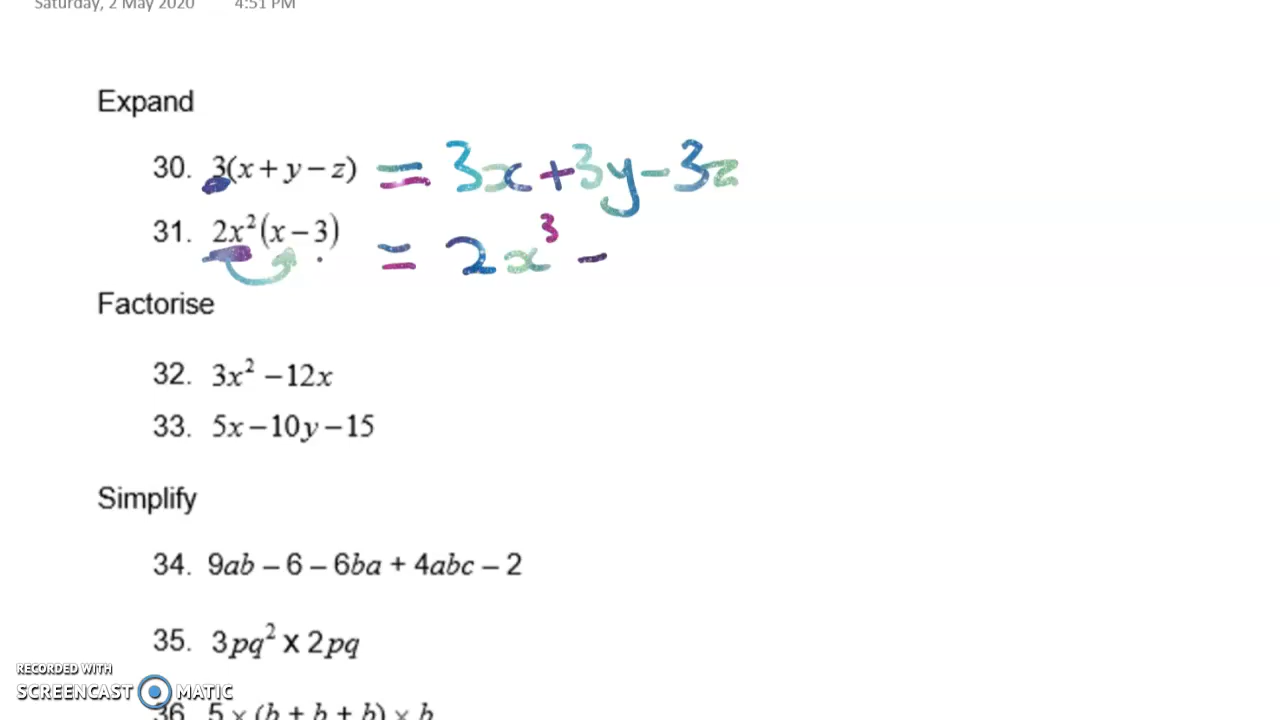 Saturday, 2 May 2020 4:51 PM
Expand
30. 3(x + y − z) = 3x + 3y − 3z
31. 2x²(x − 3) = 2x³ −
Factorise
32. 3x² − 12x
33. 5x − 10y − 15
Simplify
34. 9ab – 6 – 6ba + 4abc – 2
35. 3pq² x 2pq
RECORDED WITH
SCREENCAST MATIC
36. 5 × (b + b + b) × b